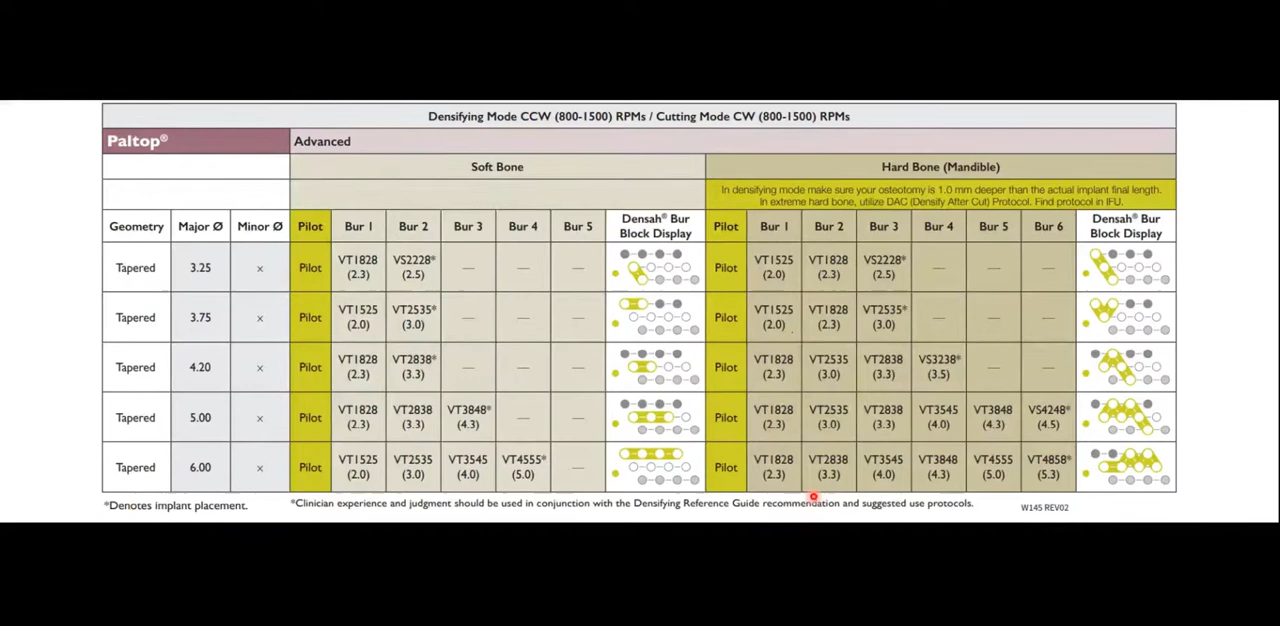 Densifying Mode CCW (800-1500) RPMs / Cutting Mode CW (800-1500) RPMs
Paltop® Advanced
Soft Bone Hard Bone (Mandible)
In densifying mode make sure your osteotomy is 1.0 mm deeper than the actual implant final length.
In extreme hard bone, utilize DAC (Densify After Cut) Protocol. Find protocol in IFU.
Geometry Major Ø Minor Ø Pilot Bur 1 Bur 2 Bur 3 Bur 4 Bur 5 Densah® Bur Block Display Pilot Bur 1 Bur 2 Bur 3 Bur 4 Bur 5 Bur 6 Densah® Bur Block Display
Tapered 3.25 x Pilot VT1828 (2.3) VS2228* (2.5) — — — Pilot VT1525 (2.0) VT1828 (2.3) VS2228* (2.5) — — —
Tapered 3.75 x Pilot VT1525 (2.0) VT2535* (3.0) — — — Pilot VT1525 (2.0) VT1828 (2.3) VT2535* (3.0) — — —
Tapered 4.20 x Pilot VT1828 (2.3) VT2838* (3.3) — — — Pilot VT1828 (2.3) VT2535 (3.0) VT2838 (3.3) VS3238* (3.5) — —
Tapered 5.00 x Pilot VT1828 (2.3) VT2838 (3.3) VT3848* (4.3) — — Pilot VT1828 (2.3) VT2535 (3.0) VT2838 (3.3) VT3545 (4.0) VT3848 (4.3) VS4248* (4.5)
Tapered 6.00 x Pilot VT1525 (2.0) VT2535 (3.0) VT3545 (4.0) VT4555* (5.0) — Pilot VT1828 (2.3) VT2838 (3.3) VT3545 (4.0) VT3848 (4.3) VT4555 (5.0) VT4858* (5.3)
*Denotes implant placement. *Clinician experience and judgment should be used in conjunction with the Densifying Reference Guide recommendation and suggested use protocols. W145 REV02